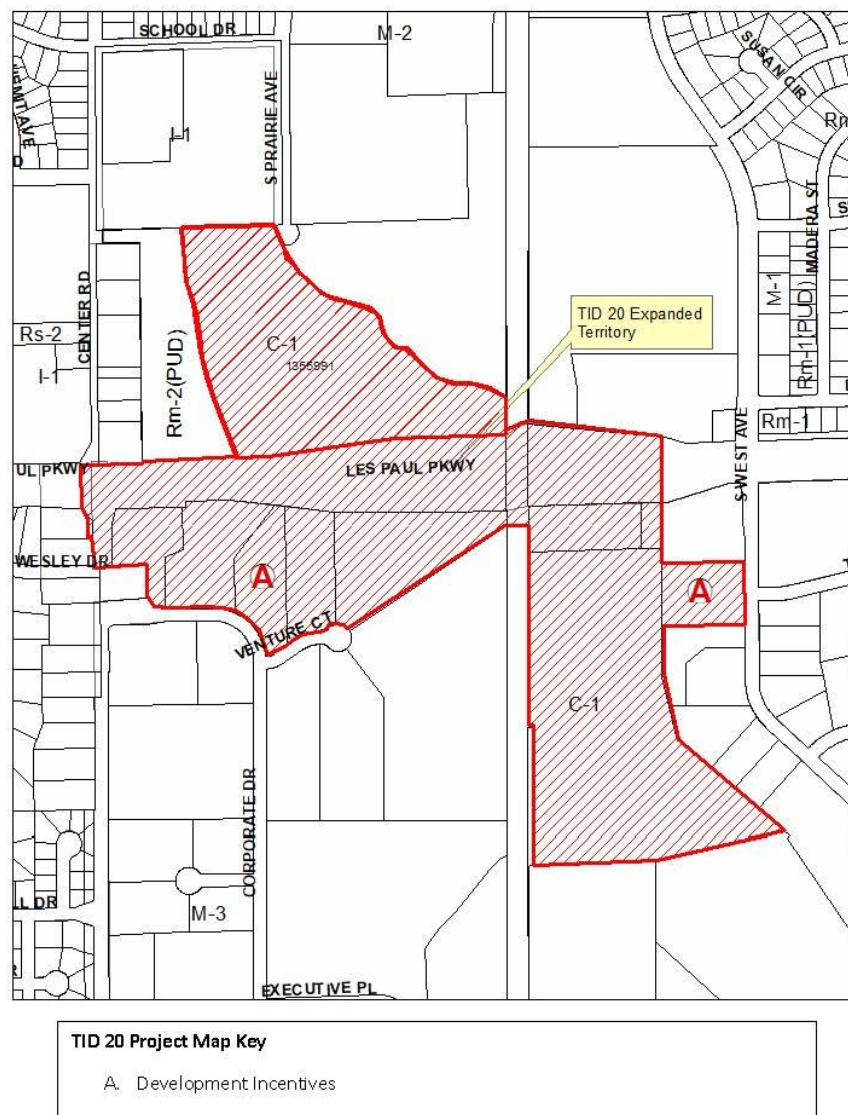 SCHOOL DR
M-2
SUSAN CIR
Rm
I-1
S PRAIRIE AVE
D
MADERA ST
S
M-1
Rm-1(PUD)
CENTER RD
TID 20 Expanded
Territory
Rs-2
C-1
1355991
I-1
Rm-2(PUD)
Rm-1
S WEST AVE
UL PKWY
LES PAUL PKWY
WESLEY DR
A
A
VENTURE CT
C-1
CORPORATE DR
LL DR
M-3
EXECUTIVE PL
TID 20 Project Map Key
A. Development Incentives